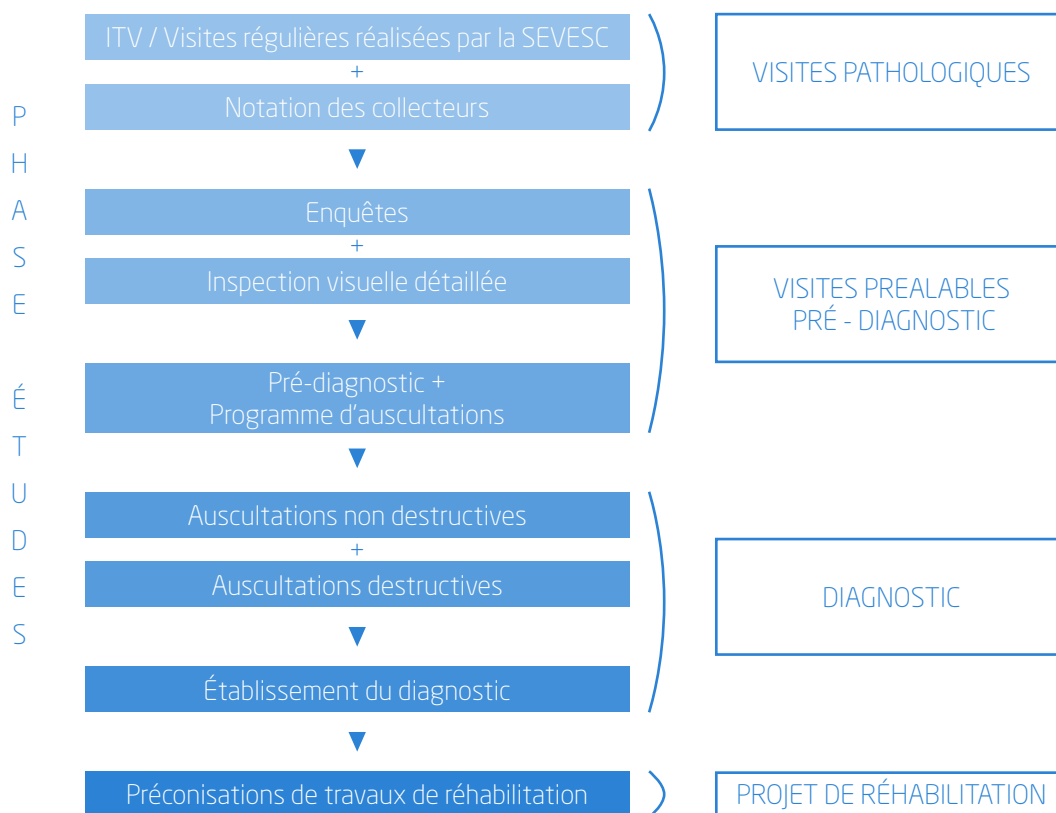 PHASE ÉTUDES
ITV / Visites régulières réalisées par la SEVESC
+
Notation des collecteurs
VISITES PATHOLOGIQUES
Enquêtes
+
Inspection visuelle détaillée
Pré-diagnostic +
Programme d'auscultations
VISITES PREALABLES
PRÉ - DIAGNOSTIC
Auscultations non destructives
+
Auscultations destructives
Établissement du diagnostic
DIAGNOSTIC
Préconisations de travaux de réhabilitation
PROJET DE RÉHABILITATION